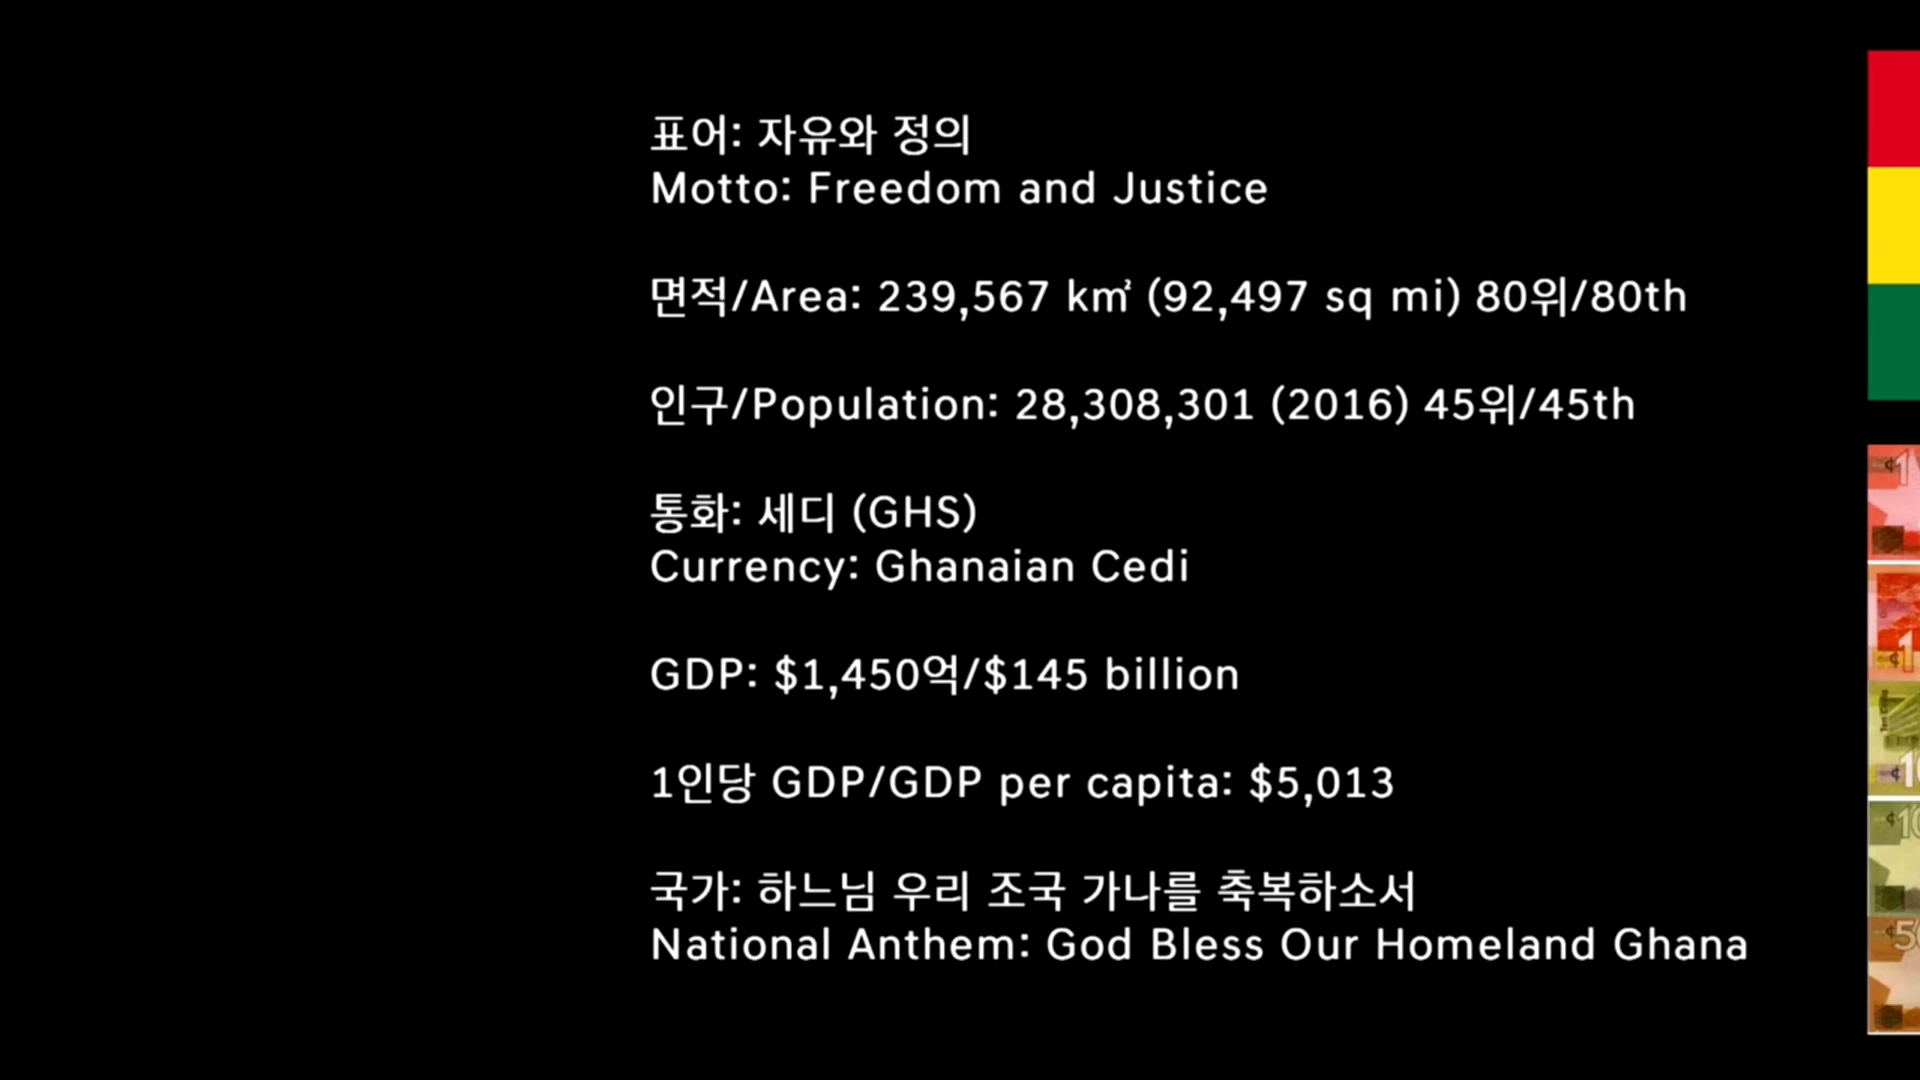 표어: 자유와 정의
Motto: Freedom and Justice
면적/Area: 239,567 ㎢ (92,497 sq mi) 80위/80th
인구/Population: 28,308,301 (2016) 45위/45th
통화: 세디 (GHS)
Currency: Ghanaian Cedi
GDP: $1,450억/$145 billion
1인당 GDP/GDP per capita: $5,013
국가: 하느님 우리 조국 가나를 축복하소서
National Anthem: God Bless Our Homeland Ghana